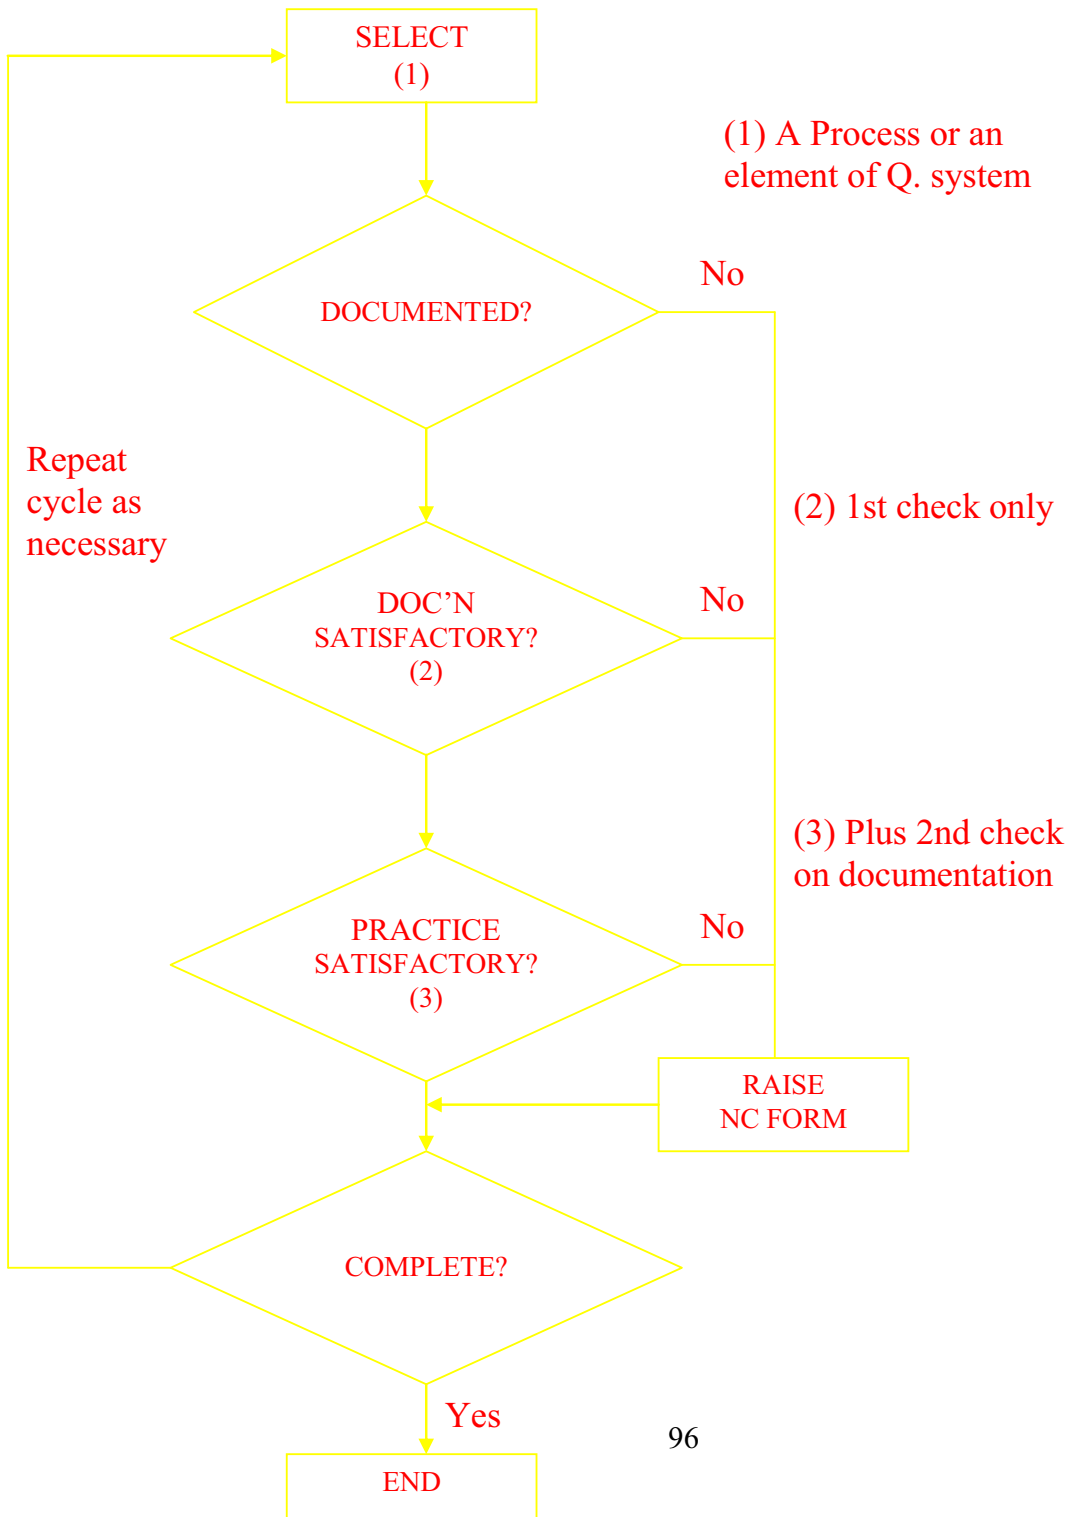 SELECT
(1)
(1) A Process or an
element of Q. system
No
DOCUMENTED?
Repeat
cycle as
necessary
(2) 1st check only
No
DOC’N
SATISFACTORY?
(2)
(3) Plus 2nd check
on documentation
No
PRACTICE
SATISFACTORY?
(3)
RAISE
NC FORM
COMPLETE?
Yes
96
END